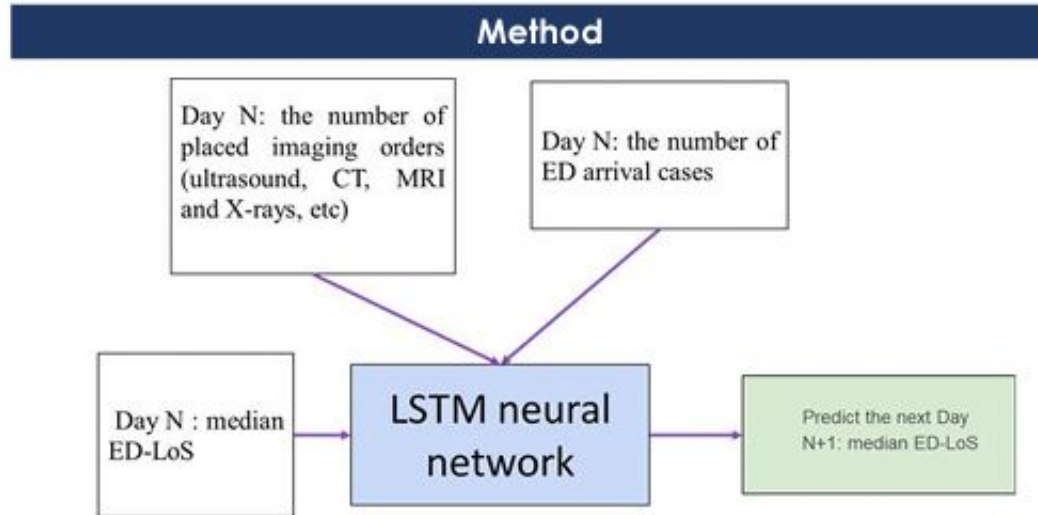 Method
Day N: the number of
placed imaging orders
(ultrasound, CT, MRI
and X-rays, etc)
Day N: the number of
ED arrival cases
Day N : median
ED-LoS
LSTM neural
network
Predict the next Day
N+1: median ED-LoS